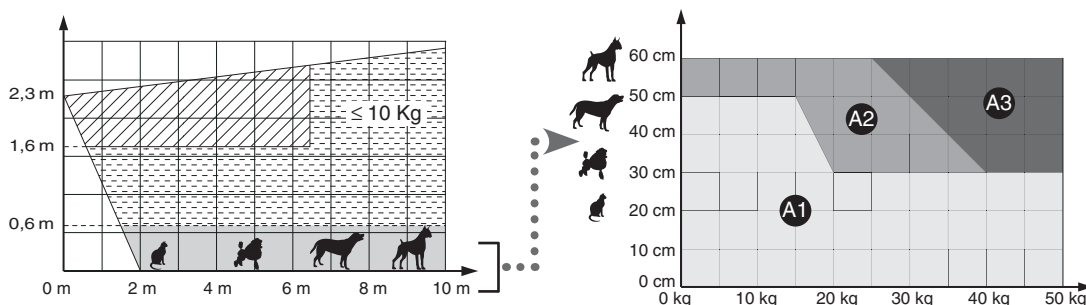 2,3 m
≤ 10 Kg
1,6 m
0,6 m
0 m 2 m 4 m 6 m 8 m 10 m
60 cm
50 cm
40 cm
30 cm
20 cm
10 cm
0 cm
A3
A2
A1
0 kg 10 kg 20 kg 30 kg 40 kg 50 kg